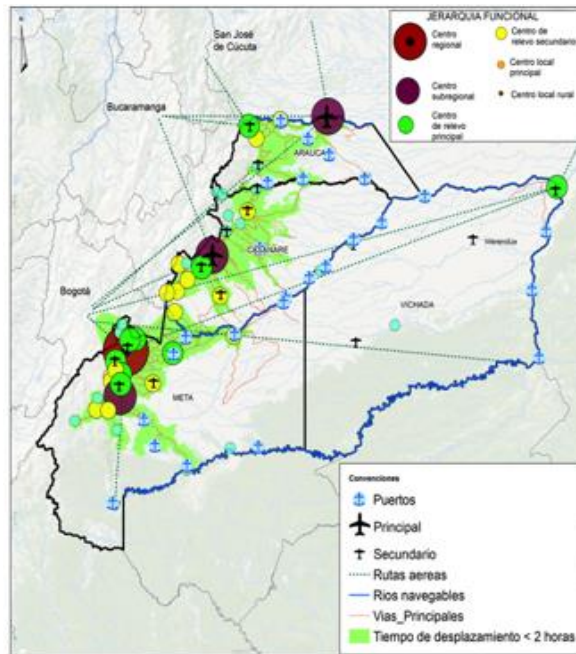 JERARQUIA FUNCIONAL
Centro
regional
Centro de
relevo secundario
Centro local
principal
Centro
subregional
Centro local rural
Centro
de relevo
principal
San José
de Cúcuta
Bucaramanga
ARAUCA
CASANARE
Bogotá
VICHADA
META
Convenciones
Puertos
Principal
Secundario
Rutas aereas
Rios navegables
Vias_Principales
Tiempo de desplazamiento < 2 horas